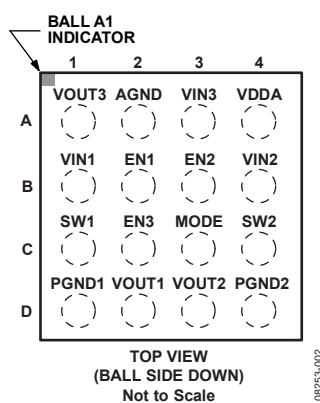 BALL A1
INDICATOR
1 2 3 4
VOUT3 AGND VIN3 VDDA
A
VIN1 EN1 EN2 VIN2
B
SW1 EN3 MODE SW2
C
PGND1 VOUT1 VOUT2 PGND2
D
TOP VIEW
(BALL SIDE DOWN)
Not to Scale
08253-002